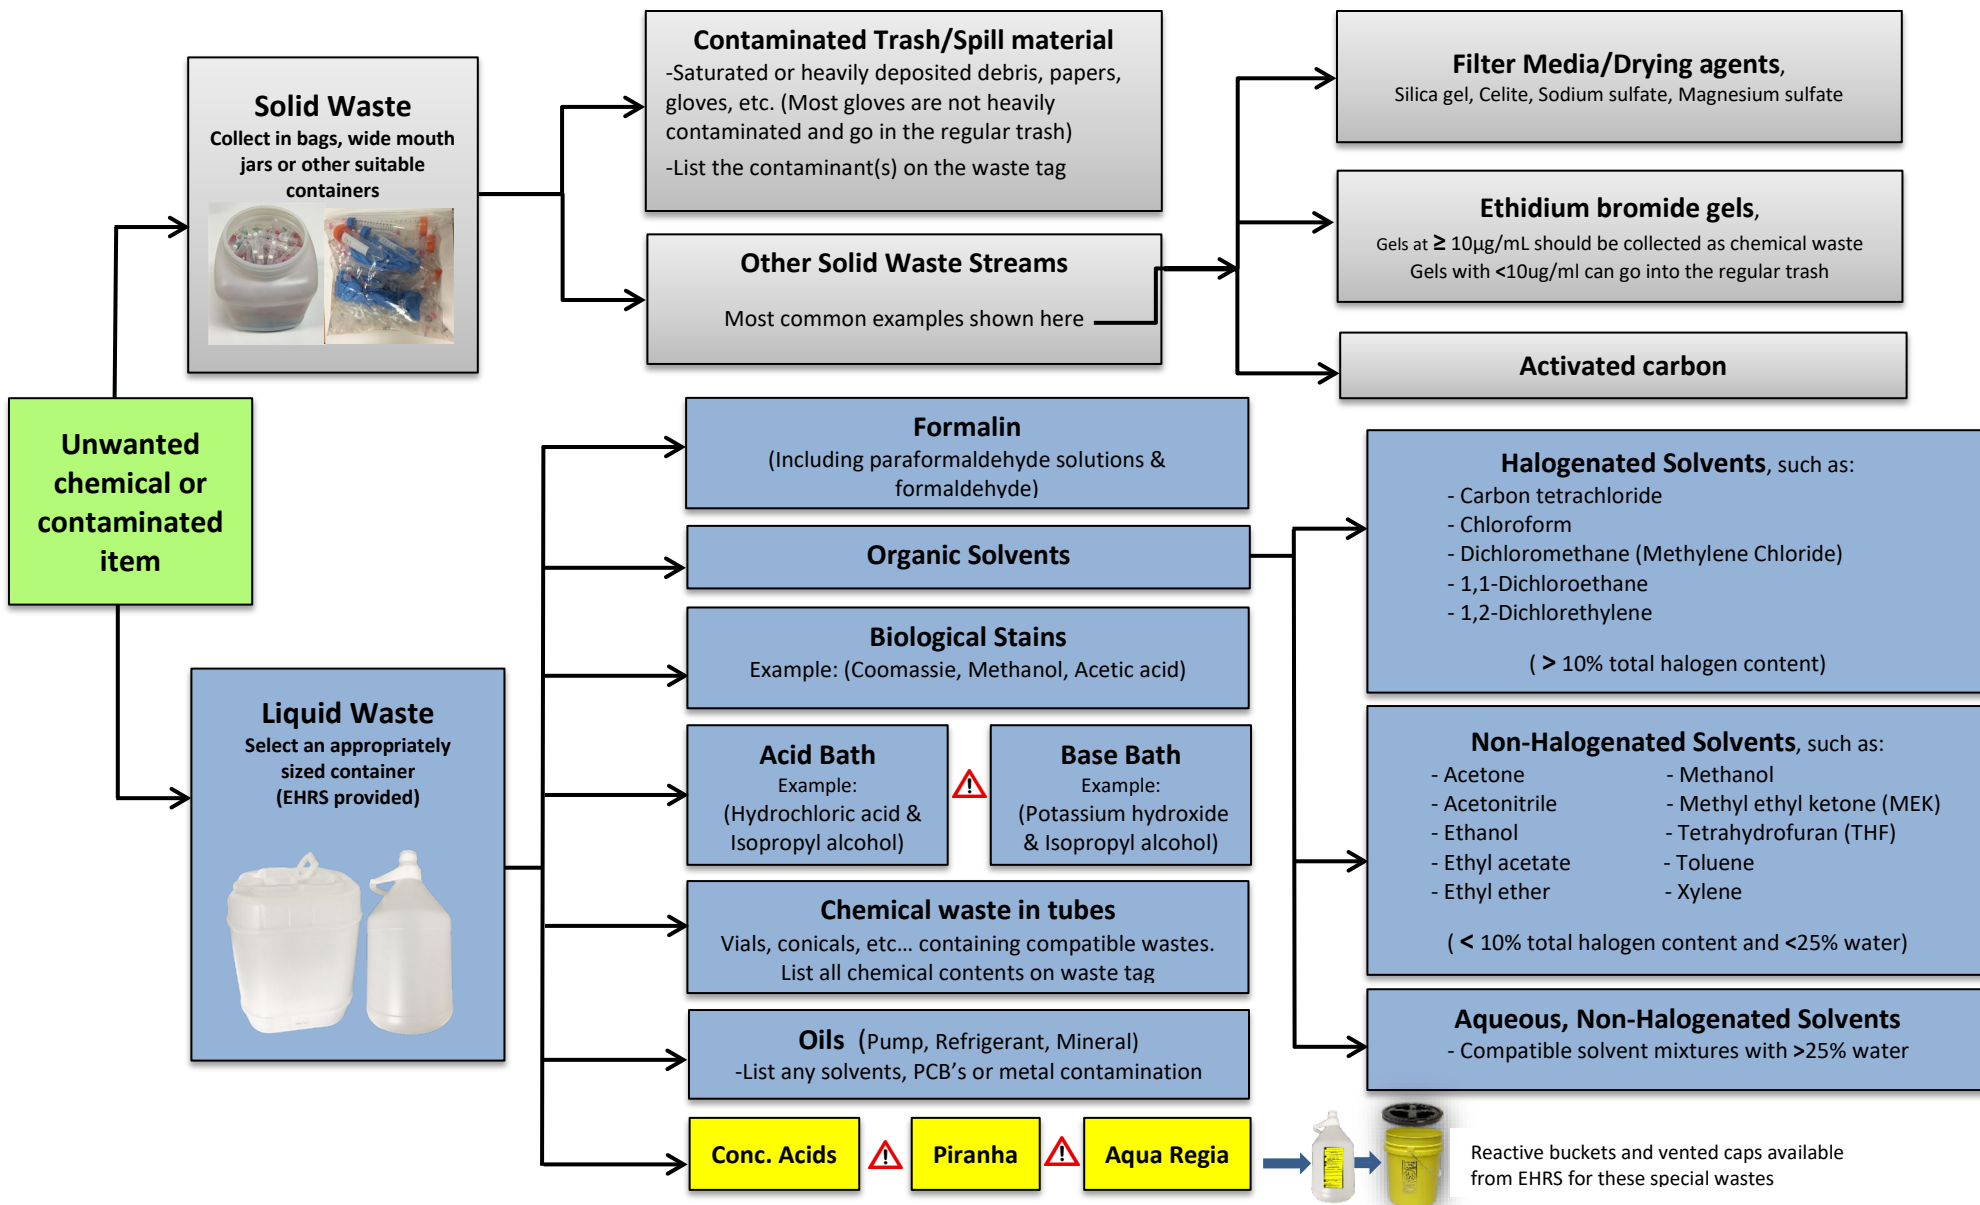 Solid Waste
Collect in bags, wide mouth
jars or other suitable
containers
Contaminated Trash/Spill material
-Saturated or heavily deposited debris, papers,
gloves, etc. (Most gloves are not heavily
contaminated and go in the regular trash)
-List the contaminant(s) on the waste tag
Other Solid Waste Streams
Most common examples shown here
Filter Media/Drying agents,
Silica gel, Celite, Sodium sulfate, Magnesium sulfate
Ethidium bromide gels,
Gels at ≥ 10µg/mL should be collected as chemical waste
Gels with <10ug/ml can go into the regular trash
Activated carbon
Unwanted
chemical or
contaminated
item
Liquid Waste
Select an appropriately
sized container
(EHRS provided)
Formalin
(Including paraformaldehyde solutions &
formaldehyde)
Organic Solvents
Biological Stains
Example: (Coomassie, Methanol, Acetic acid)
Acid Bath
Example:
(Hydrochloric acid &
Isopropyl alcohol)
Base Bath
Example:
(Potassium hydroxide
& Isopropyl alcohol)
Chemical waste in tubes
Vials, conicals, etc… containing compatible wastes.
List all chemical contents on waste tag
Oils (Pump, Refrigerant, Mineral)
-List any solvents, PCB's or metal contamination
Conc. Acids
Piranha
Aqua Regia
Halogenated Solvents, such as:
- Carbon tetrachloride
- Chloroform
- Dichloromethane (Methylene Chloride)
- 1,1-Dichloroethane
- 1,2-Dichlorethylene
( > 10% total halogen content)
Non-Halogenated Solvents, such as:
- Acetone
- Acetonitrile
- Ethanol
- Ethyl acetate
- Ethyl ether
- Methanol
- Methyl ethyl ketone (MEK)
- Tetrahydrofuran (THF)
- Toluene
- Xylene
( < 10% total halogen content and <25% water)
Aqueous, Non-Halogenated Solvents
- Compatible solvent mixtures with >25% water
Reactive buckets and vented caps available
from EHRS for these special wastes